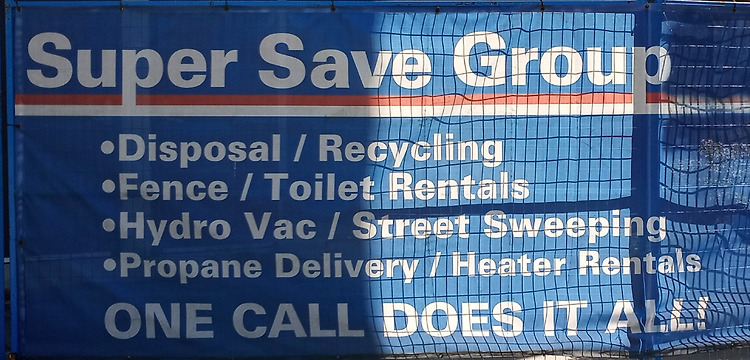 Super Save Group
•Disposal / Recycling
•Fence / Toilet Rentals
•Hydro Vac / Street Sweeping
•Propane Delivery / Heater Rentals
ONE CALL DOES IT ALL!